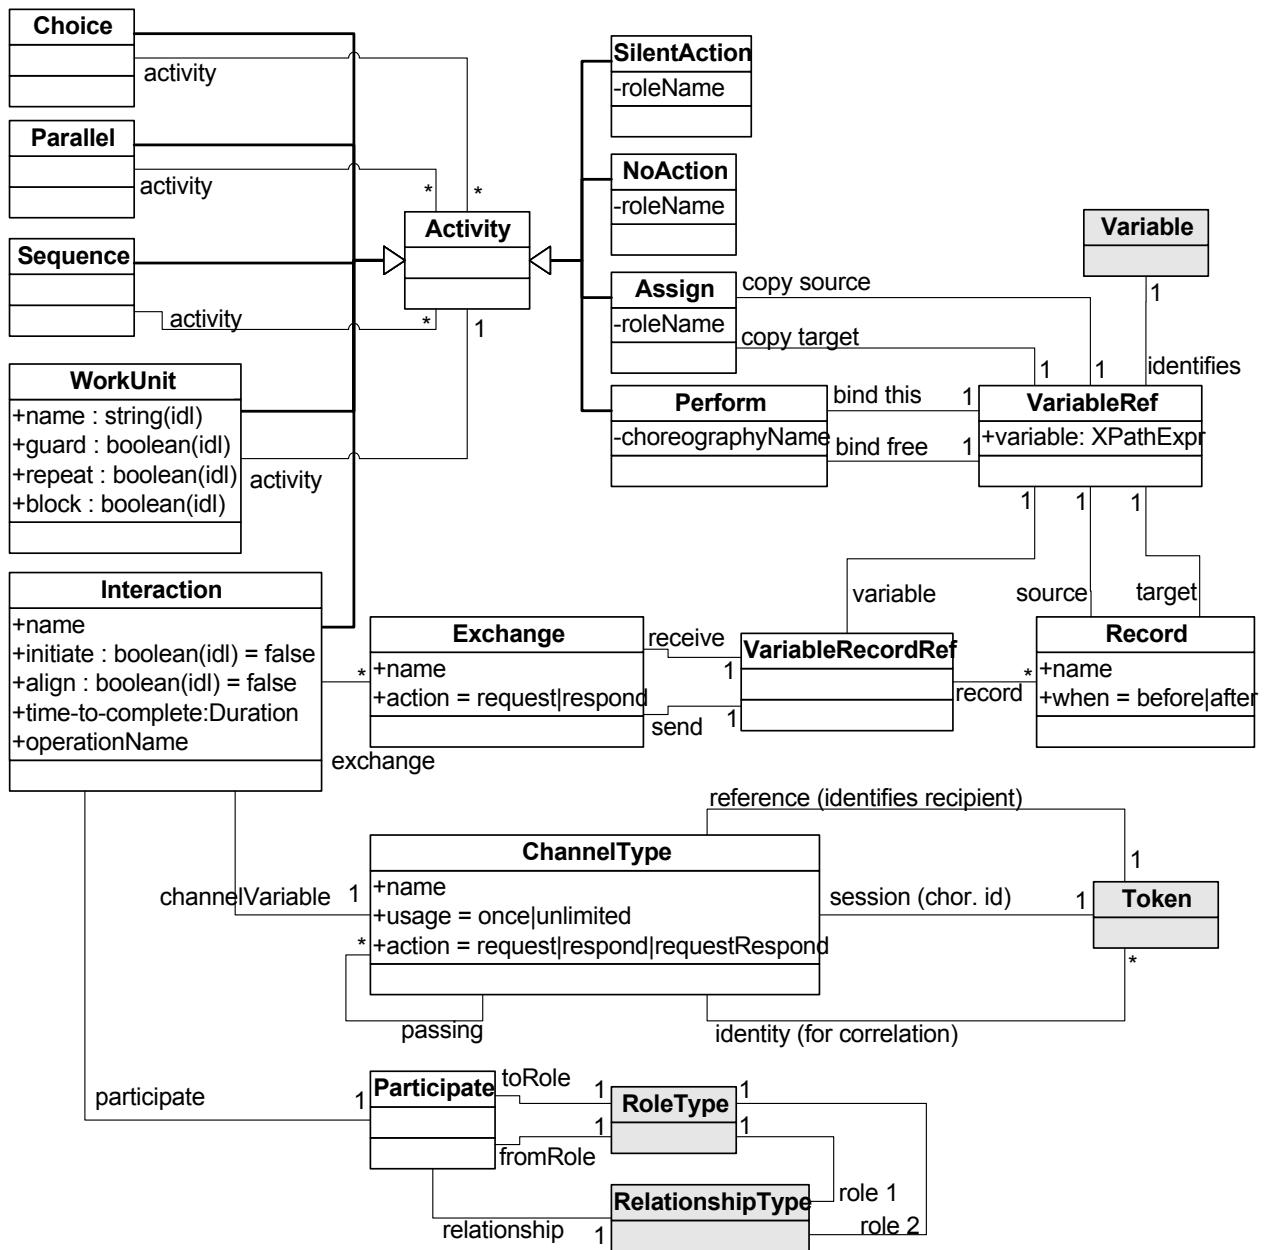 Choice
activity
Parallel
activity
*
*
Sequence
activity
*
1
Activity
SilentAction
-roleName
NoAction
-roleName
Assign
-roleName
copy source
copy target
Variable
1
identifies
1
1
WorkUnit
+name : string(idl)
+guard : boolean(idl)
+repeat : boolean(idl)
+block : boolean(idl)
activity
Perform
-choreographyName
bind this
1
bind free
1
VariableRef
+variable: XPathExpr
1
1
1
variable
source
target
Interaction
+name
+initiate : boolean(idl) = false
+align : boolean(idl) = false
+time-to-complete:Duration
+operationName
*
exchange
Exchange
+name
+action = request|respond
receive
1
send
1
VariableRecordRef
*
record
Record
+name
+when = before|after
reference (identifies recipient)
1
ChannelType
+name
+usage = once|unlimited
+action = request|respond|requestRespond
channelVariable
1
*
passing
session (chor. id)
1
Token
*
identity (for correlation)
participate
1
Participate
toRole
1
fromRole
1
RoleType
1
1
relationship
1
RelationshipType
role 1
role 2